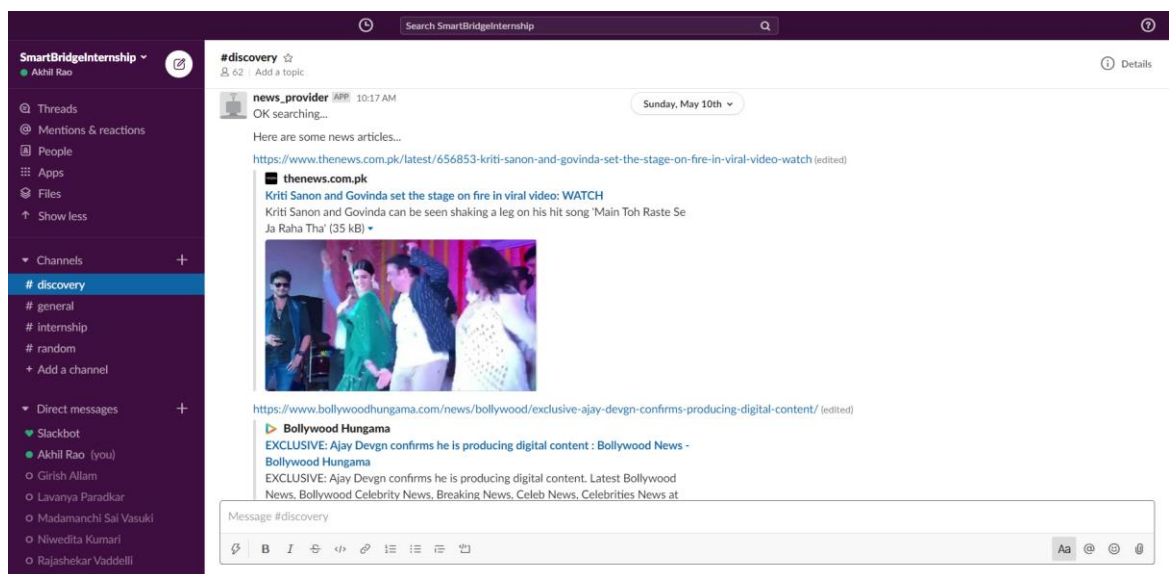 Search SmartBridgeInternship
SmartBridgeInternship
Akhil Rao
Threads
@ Mentions & reactions
People
Apps
Files
↑ Show less
Channels +
# discovery
# general
# internship
# random
+ Add a channel
Direct messages +
Slackbot
Akhil Rao (you)
Girish Allam
Lavanya Paradkar
Madamanchi Sai Vasuki
Niwedita Kumari
Rajashekar Vaddelli
#discovery
62 | Add a topic
Details
Sunday, May 10th
news_provider APP 10:17 AM
OK searching...
Here are some news articles...
https://www.thenews.com.pk/latest/656853-kriti-sanon-and-govinda-set-the-stage-on-fire-in-viral-video-watch (edited)
thenews.com.pk
Kriti Sanon and Govinda set the stage on fire in viral video: WATCH
Kriti Sanon and Govinda can be seen shaking a leg on his hit song 'Main Toh Raste Se
Ja Raha Tha' (35 kB)
https://www.bollywoodhungama.com/news/bollywood/exclusive-ajay-devgn-confirms-producing-digital-content/ (edited)
Bollywood Hungama
EXCLUSIVE: Ajay Devgn confirms he is producing digital content : Bollywood News -
Bollywood Hungama
EXCLUSIVE: Ajay Devgn confirms he is producing digital content. Latest Bollywood
News, Bollywood Celebrity News, Breaking News, Celeb News, Celebrities News at
Message #discovery
B I S </>
Aa @